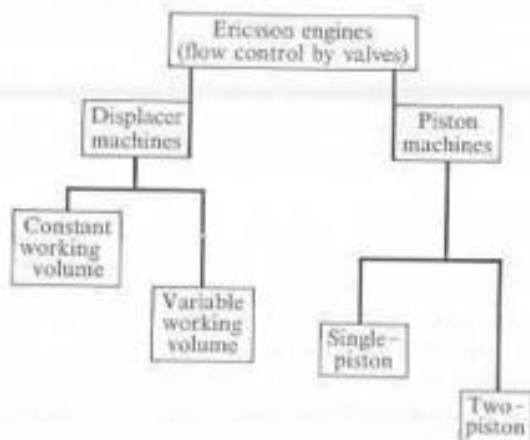 Ericsson engines
(flow control by valves)
Displacer
machines
Piston
machines
Constant
working
volume
Variable
working
volume
Single-
piston
Two-
piston